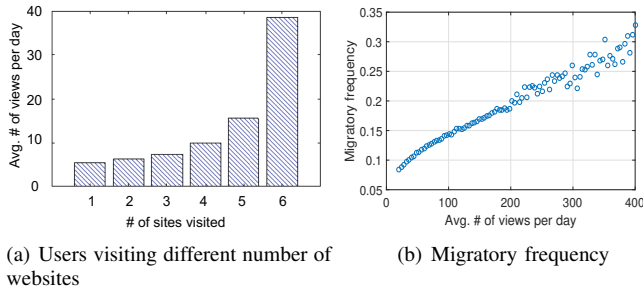 40
30
20
10
0
Avg. # of views per day
1 2 3 4 5 6
# of sites visited
(a) Users visiting different number of
websites
0.35
0.3
0.25
0.2
0.15
0.1
0.05
Migratory frequency
0 100 200 300 400
Avg. # of views per day
(b) Migratory frequency